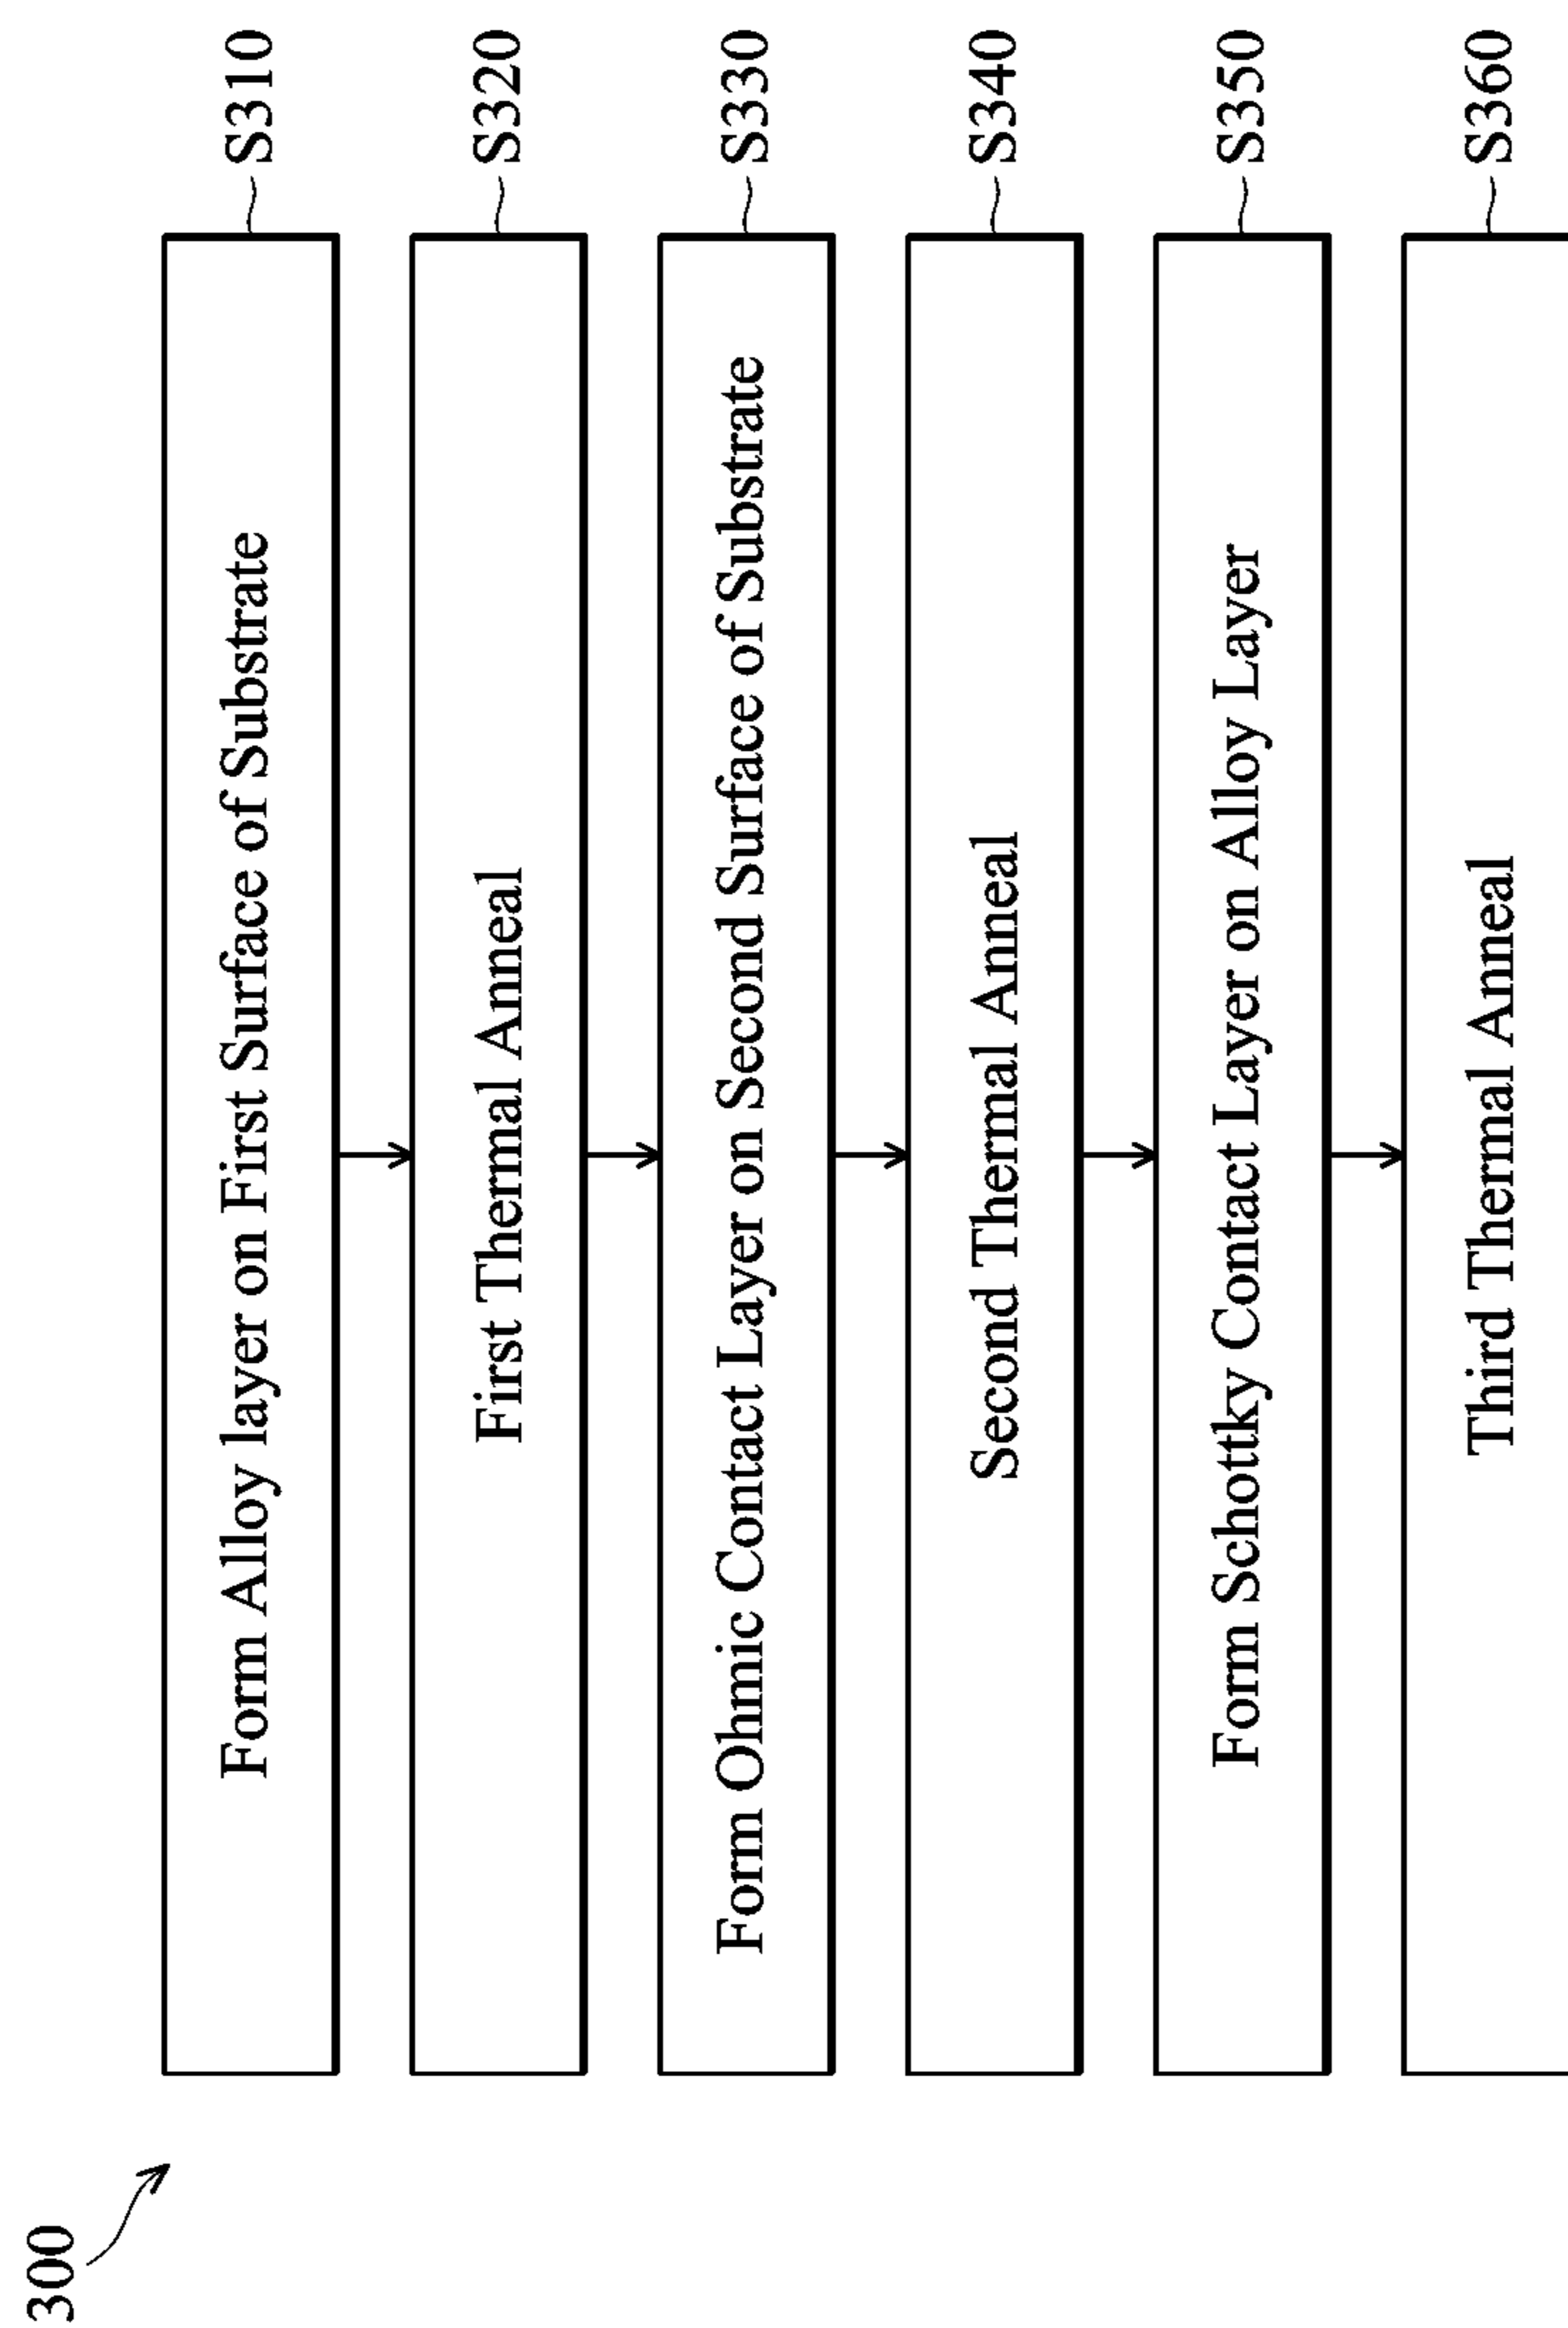 300
Form Alloy layer on First Surface of Substrate
S310
First Thermal Anneal
S320
Form Ohmic Contact Layer on Second Surface of Substrate
S330
Second Thermal Anneal
S340
Form Schottky Contact Layer on Alloy Layer
S350
Third Thermal Anneal
S360